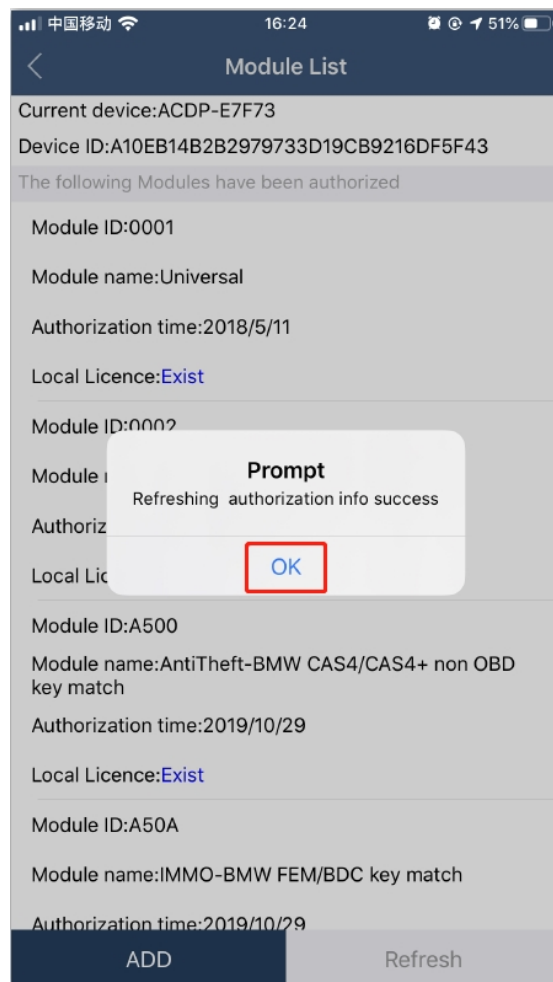 中国移动 16:24 51%
Module List
Current device:ACDP-E7F73
Device ID:A10EB14B2B2979733D19CB9216DF5F43
The following Modules have been authorized
Module ID:0001
Module name:Universal
Authorization time:2018/5/11
Local Licence:Exist
Module ID:0002
Module
Prompt
Refreshing authorization info success
OK
Module ID:A500
Module name:AntiTheft-BMW CAS4/CAS4+ non OBD
key match
Authorization time:2019/10/29
Local Licence:Exist
Module ID:A50A
Module name:IMMO-BMW FEM/BDC key match
Authorization time:2019/10/29
ADD Refresh